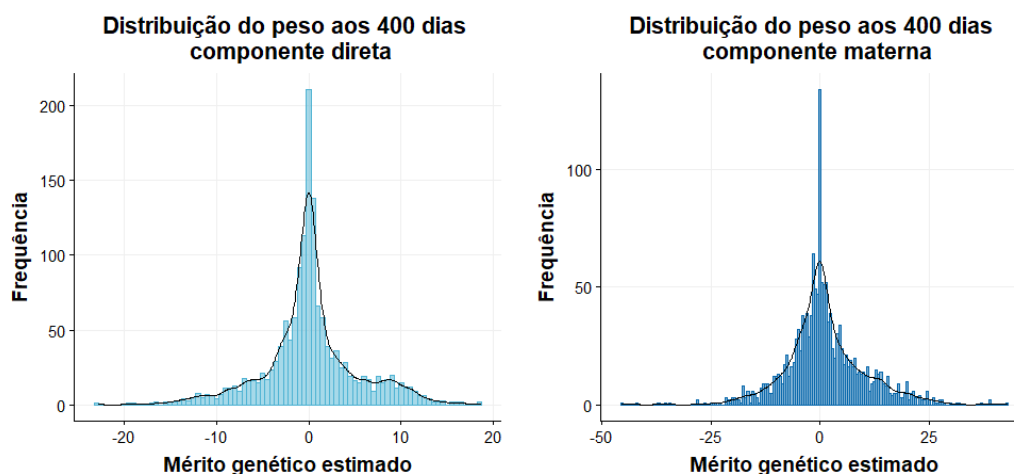 Distribuição do peso aos 400 dias
componente direta
Frequência
200
150
100
50
0
-20
-10
0
10
20
Mérito genético estimado
Distribuição do peso aos 400 dias
componente materna
Frequência
100
50
0
-50
-25
0
25
Mérito genético estimado